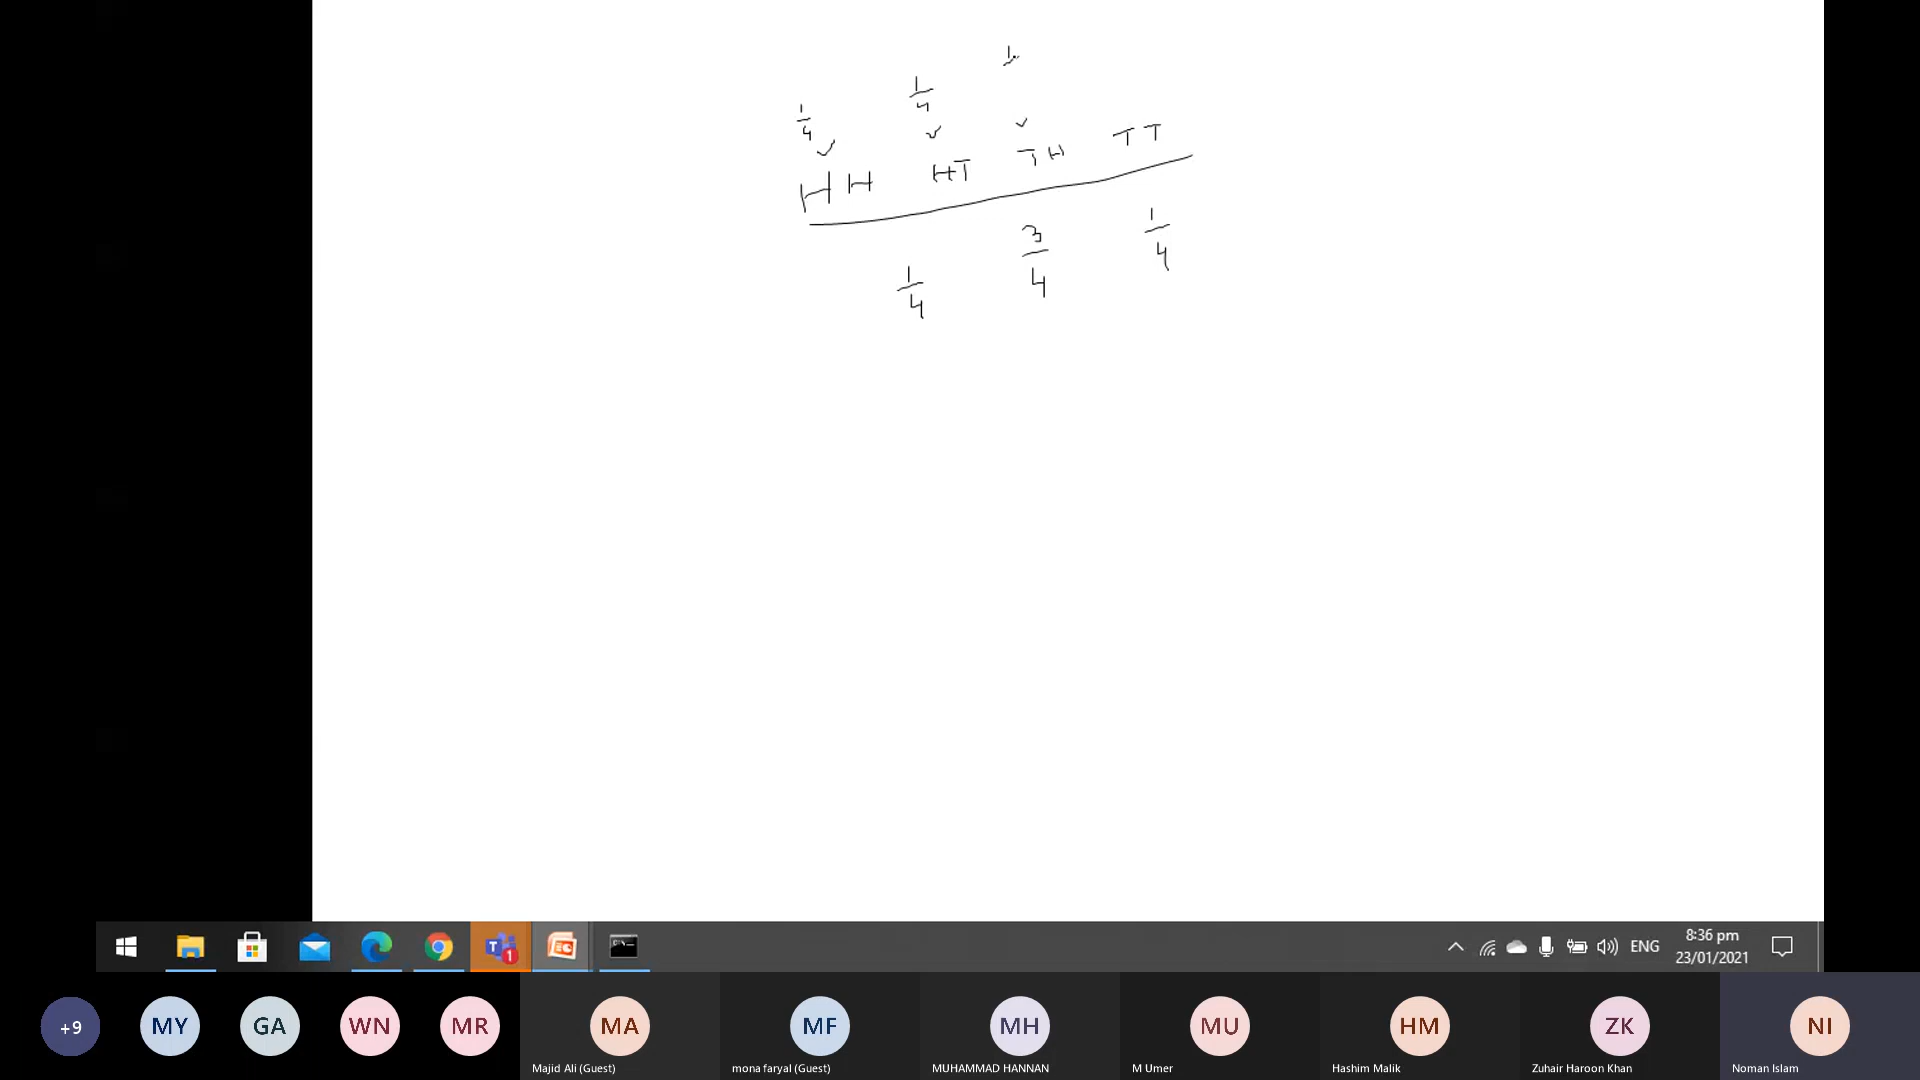 1/4 1/4 1
HH HT TH TT
1/4 3/4 1/4
ENG
8:36 pm
23/01/2021
1
+9 MY GA WN MR MA MF MH MU HM ZK NI
Majid Ali (Guest) mona faryal (Guest) MUHAMMAD HANNAN M Umer Hashim Malik Zuhair Haroon Khan Noman Islam